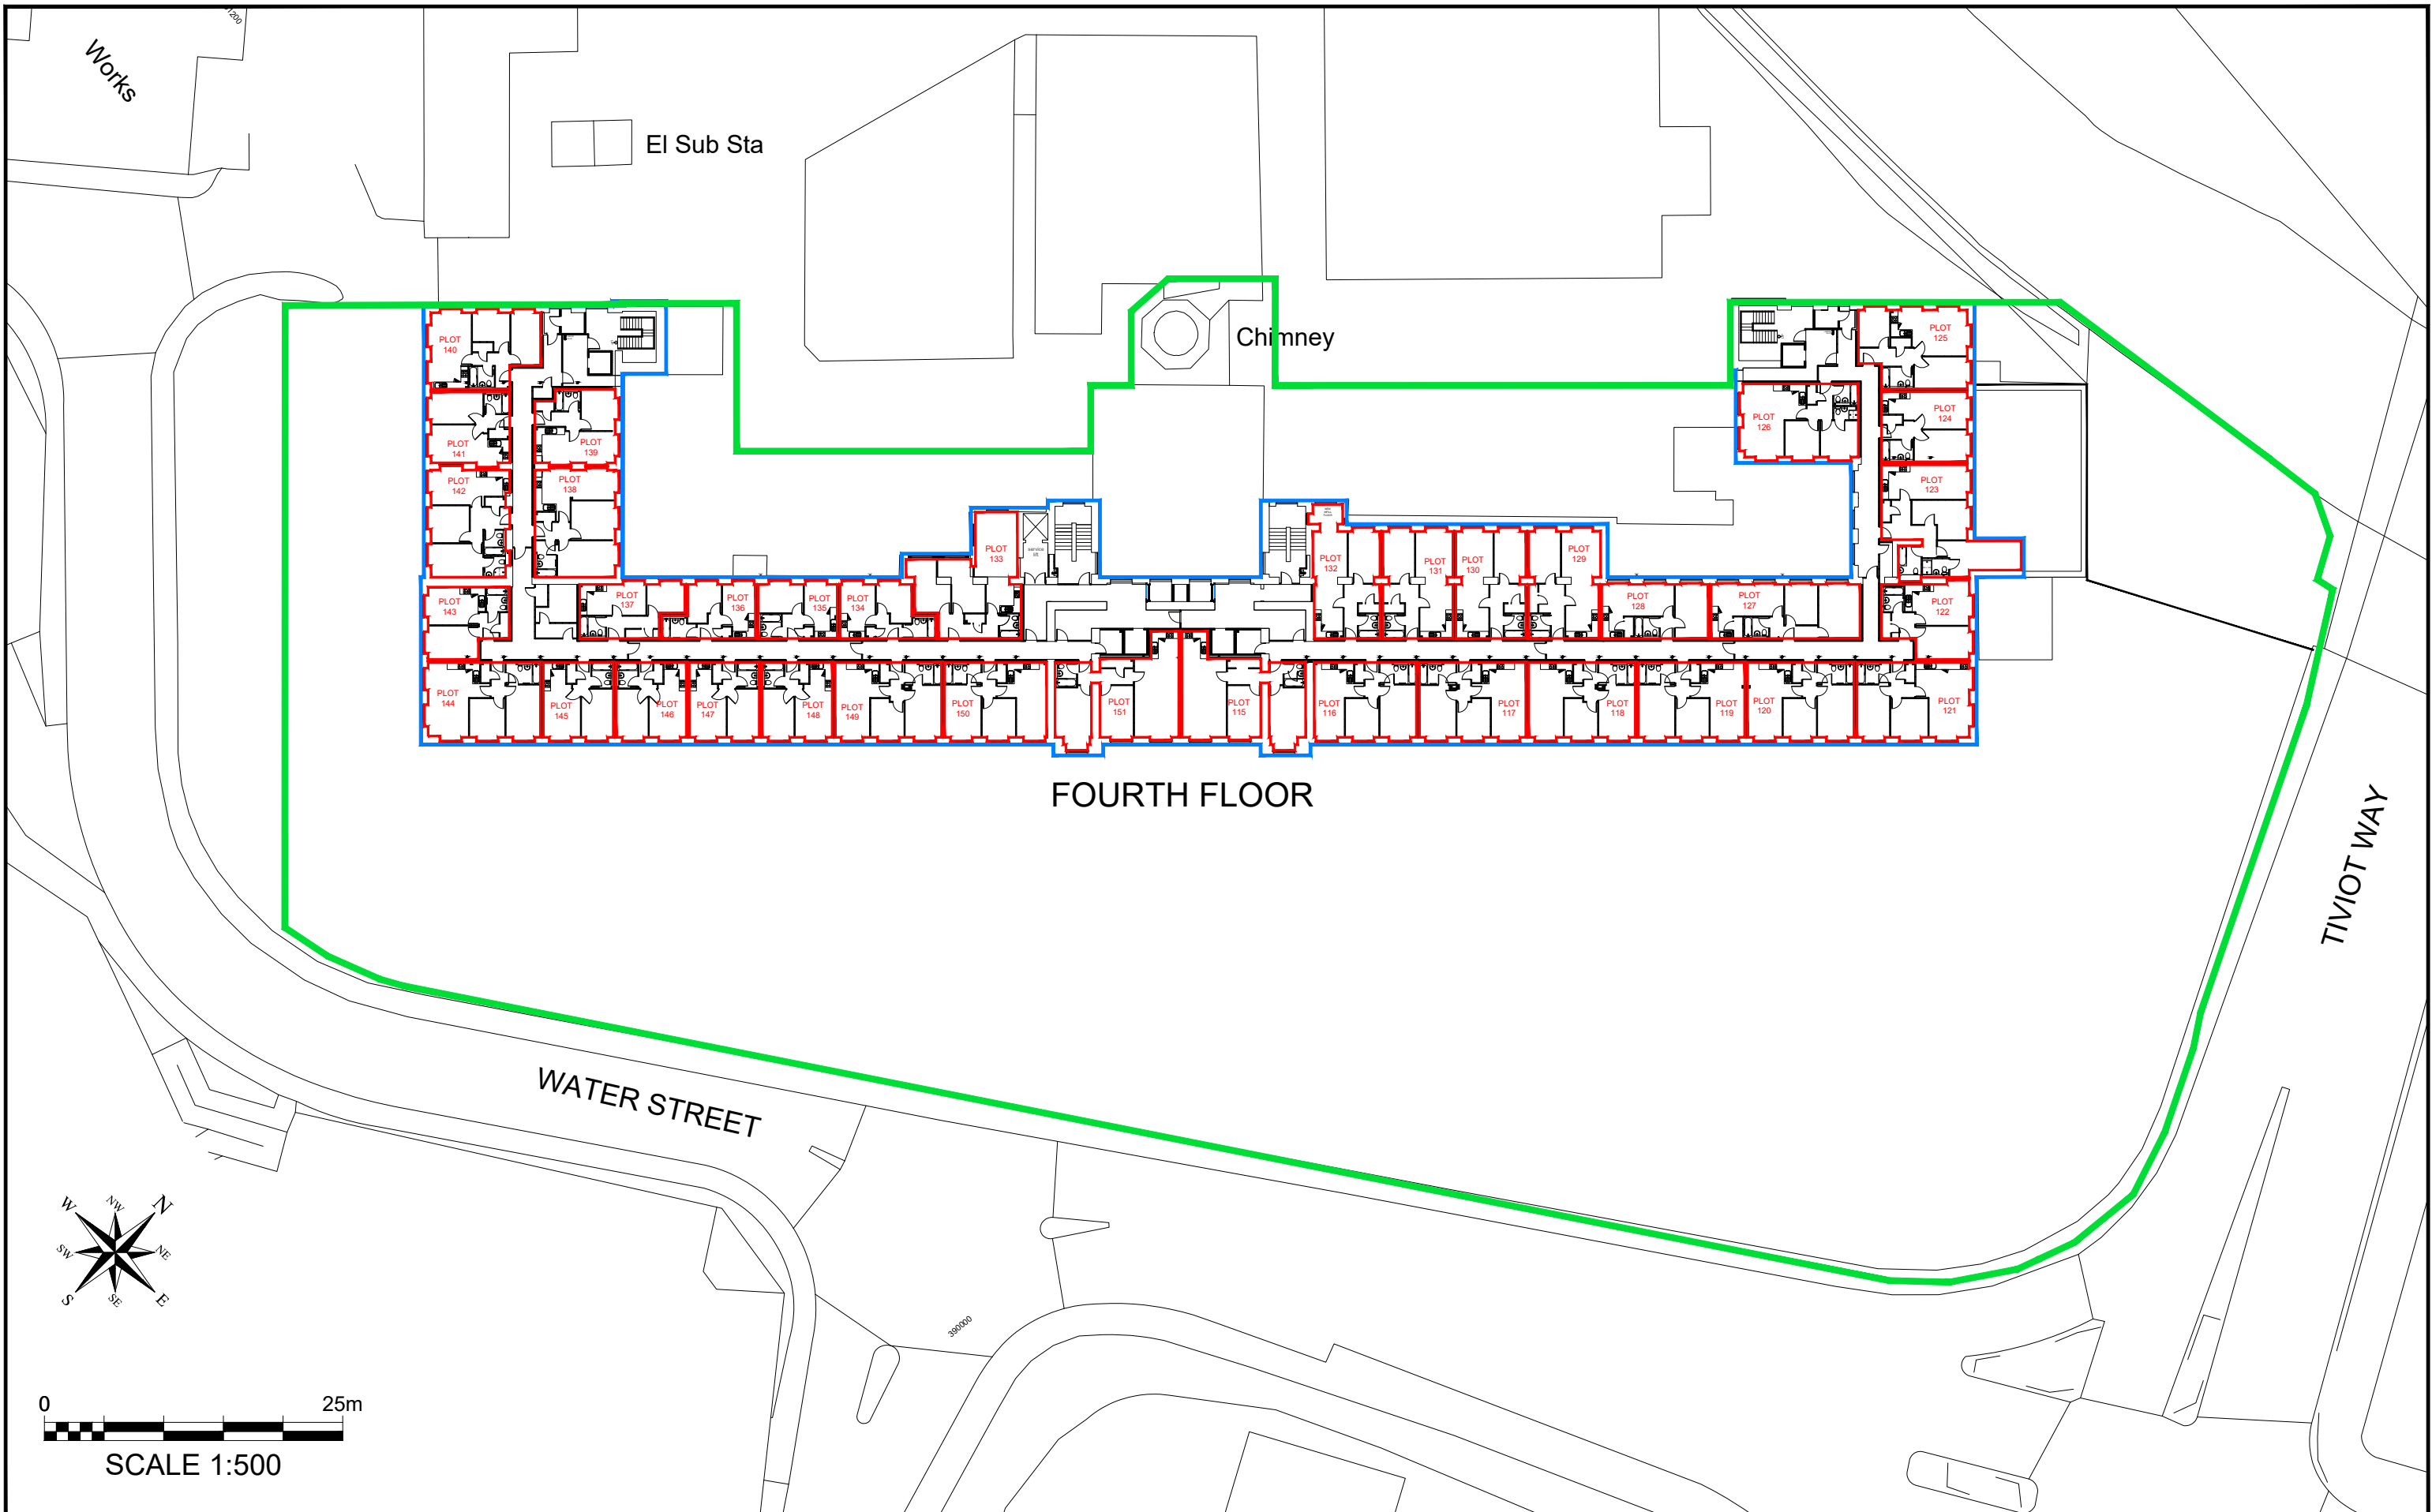 Works
El Sub Sta
Chimney
PLOT
140
PLOT
125
PLOT
141
PLOT
139
PLOT
126
PLOT
124
PLOT
142
PLOT
138
PLOT
123
PLOT
133
PLOT
132
PLOT
131
PLOT
130
PLOT
129
PLOT
143
PLOT
137
PLOT
136
PLOT
135
PLOT
134
PLOT
128
PLOT
127
PLOT
122
PLOT
144
PLOT
145
PLOT
146
PLOT
147
PLOT
148
PLOT
149
PLOT
150
PLOT
151
PLOT
115
PLOT
116
PLOT
117
PLOT
118
PLOT
119
PLOT
120
PLOT
121
FOURTH FLOOR
TIVIOT WAY
WATER STREET
N
NE
E
SE
S
SW
W
NW
390000
0
25m
SCALE 1:500